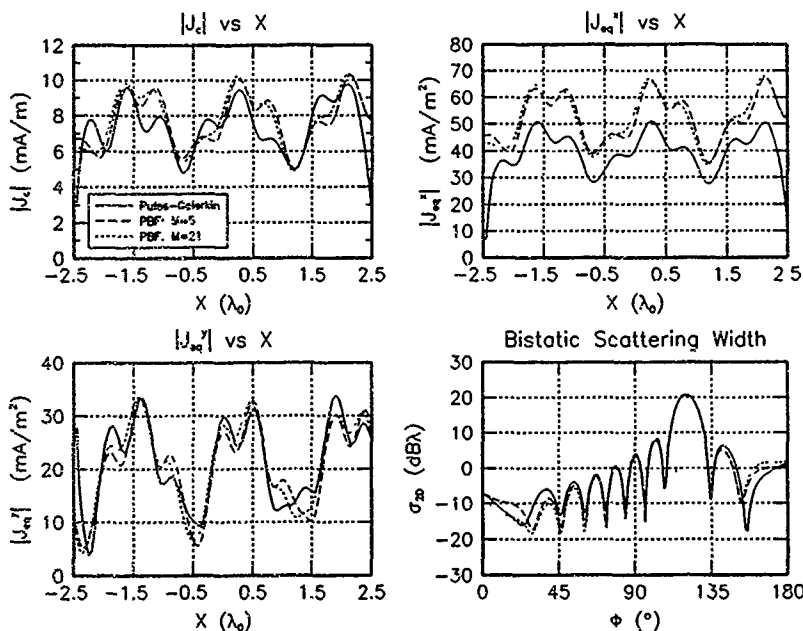 |J_c| vs X
|J_c| (mA/m)
12
10
8
6
4
2
0
Pulse-Galerkin
PBF: M=5
PBF. M=21
-2.5 -1.5 -0.5 0.5 1.5 2.5
X (λ₀)
|J_eq^x| vs X
|J_eq^x| (mA/m²)
80
70
60
50
40
30
20
10
0
-2.5 -1.5 -0.5 0.5 1.5 2 5
X (λ₀)
|J_eq^y| vs X
|J_eq^y| (mA/m²)
40
30
20
10
0
-2.5 -1.5 -0.5 0.5 1.5 2.5
X (λ₀)
Bistatic Scattering Width
σ_2D (dBλ)
30
20
10
0
-10
-20
-30
0 45 90 135 180
Φ (°)